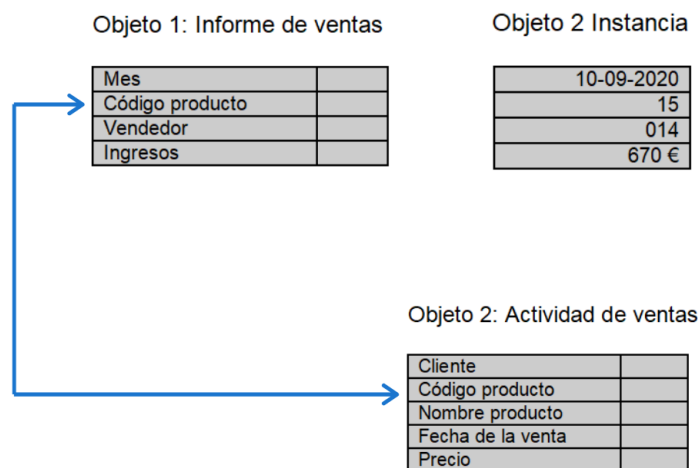 Objeto 1: Informe de ventas
Objeto 2 Instancia
Mes
Código producto
Vendedor
Ingresos
10-09-2020
15
014
670 €
Objeto 2: Actividad de ventas
Cliente
Código producto
Nombre producto
Fecha de la venta
Precio